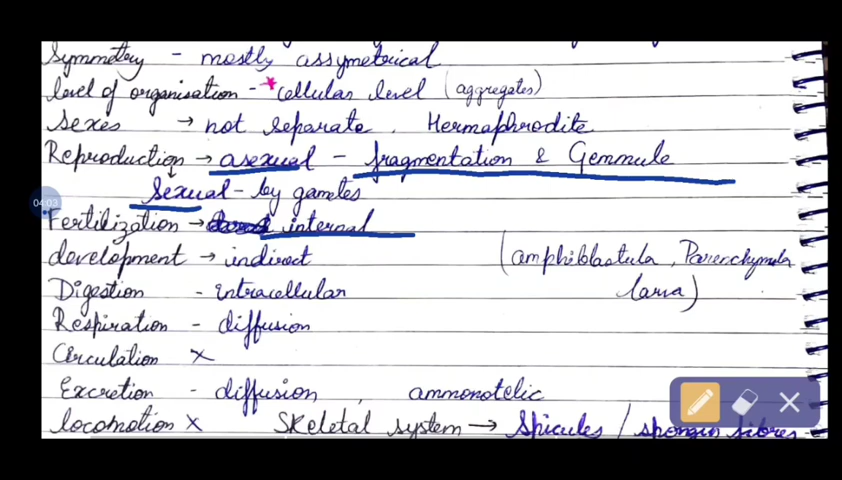 Symmetry - mostly assymetrical
level of organisation - *cellular level (aggregates)
Sexes → not separate. Hermaphrodite
Reproduction → asexual - fragmentation & Gemmule
↓ Sexual - by gametes
04:03
Fertilization → internal
development → indirect (amphiblastula, Parenchymula
larva)
Digestion - intracellular
Respiration - diffusion
Circulation ×
Excretion - diffusion, ammonotelic
locomotion × Skeletal system → Spicules / spongin fibres